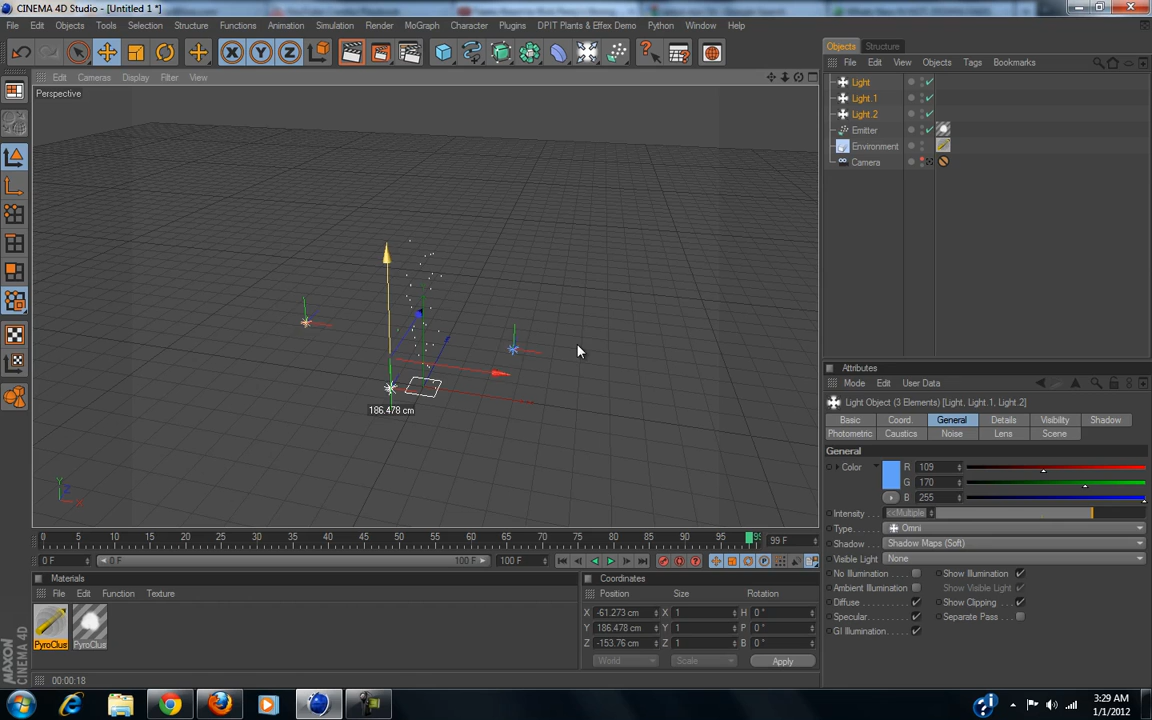 CINEMA 4D Studio - [Untitled 1 *]
File Edit Objects Tools Selection Structure Functions Animation Simulation Render MoGraph Character Plugins DPIT Plants & Effex Demo Python Window Help
Objects Structure
File Edit View Objects Tags Bookmarks
Edit Cameras Display Filter View
Perspective
Light
Light.1
Light.2
Emitter
Environment
Camera
186.478 cm
Y
Z
X
Attributes
Mode Edit User Data
Light Object (3 Elements) [Light, Light.1, Light.2]
Basic Coord. General Details Visibility Shadow
Photometric Caustics Noise Lens Scene
General
Color R 109
G 170
B 255
Intensity <<Multiple
Type Omni
Shadow Shadow Maps (Soft)
Visible Light None
No Illumination Show Illumination
Ambient Illumination Show Visible Light
Diffuse Show Clipping
Specular Separate Pass
GI Illumination
0 5 10 15 20 25 30 35 40 45 50 55 60 65 70 75 80 85 90 95 99 F
0 F 0 F 100 F 100 F
Materials
File Edit Function Texture
PyroClus PyroClus
Coordinates
Position Size Rotation
X -61.273 cm X 1 H 0 °
Y 186.478 cm Y 1 P 0 °
Z -153.76 cm Z 1 B 0 °
World Scale Apply
MAXON
CINEMA 4D
00:00:18
3:29 AM
1/1/2012